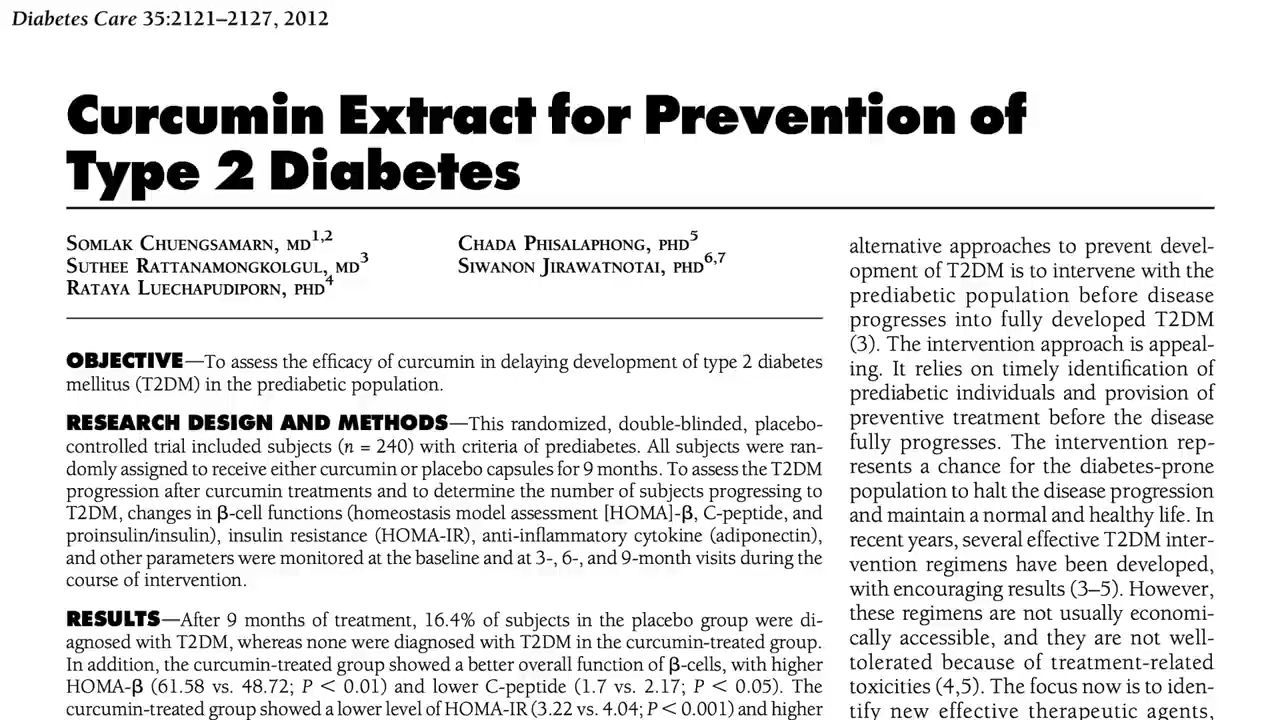 Diabetes Care 35:2121–2127, 2012
Curcumin Extract for Prevention of
Type 2 Diabetes
SOMLAK CHUENGSAMARN, MD1,2
SUTHEE RATTANAMONGKOLGUL, MD3
RATAYA LUECHAPUDIPORN, PHD4
CHADA PHISALAPHONG, PHD5
SIWANON JIRAWATNOTAI, PHD6,7
OBJECTIVE—To assess the efficacy of curcumin in delaying development of type 2 diabetes
mellitus (T2DM) in the prediabetic population.
RESEARCH DESIGN AND METHODS—This randomized, double-blinded, placebo-
controlled trial included subjects (n = 240) with criteria of prediabetes. All subjects were ran-
domly assigned to receive either curcumin or placebo capsules for 9 months. To assess the T2DM
progression after curcumin treatments and to determine the number of subjects progressing to
T2DM, changes in β-cell functions (homeostasis model assessment [HOMA]-β, C-peptide, and
proinsulin/insulin), insulin resistance (HOMA-IR), anti-inflammatory cytokine (adiponectin),
and other parameters were monitored at the baseline and at 3-, 6-, and 9-month visits during the
course of intervention.
RESULTS—After 9 months of treatment, 16.4% of subjects in the placebo group were di-
agnosed with T2DM, whereas none were diagnosed with T2DM in the curcumin-treated group.
In addition, the curcumin-treated group showed a better overall function of β-cells, with higher
HOMA-β (61.58 vs. 48.72; P < 0.01) and lower C-peptide (1.7 vs. 2.17; P < 0.05). The
curcumin-treated group showed a lower level of HOMA-IR (3.22 vs. 4.04; P < 0.001) and higher
alternative approaches to prevent devel-
opment of T2DM is to intervene with the
prediabetic population before disease
progresses into fully developed T2DM
(3). The intervention approach is appeal-
ing. It relies on timely identification of
prediabetic individuals and provision of
preventive treatment before the disease
fully progresses. The intervention rep-
resents a chance for the diabetes-prone
population to halt the disease progression
and maintain a normal and healthy life. In
recent years, several effective T2DM inter-
vention regimens have been developed,
with encouraging results (3–5). However,
these regimens are not usually economi-
cally accessible, and they are not well-
tolerated because of treatment-related
toxicities (4,5). The focus now is to iden-
tify new effective therapeutic agents,